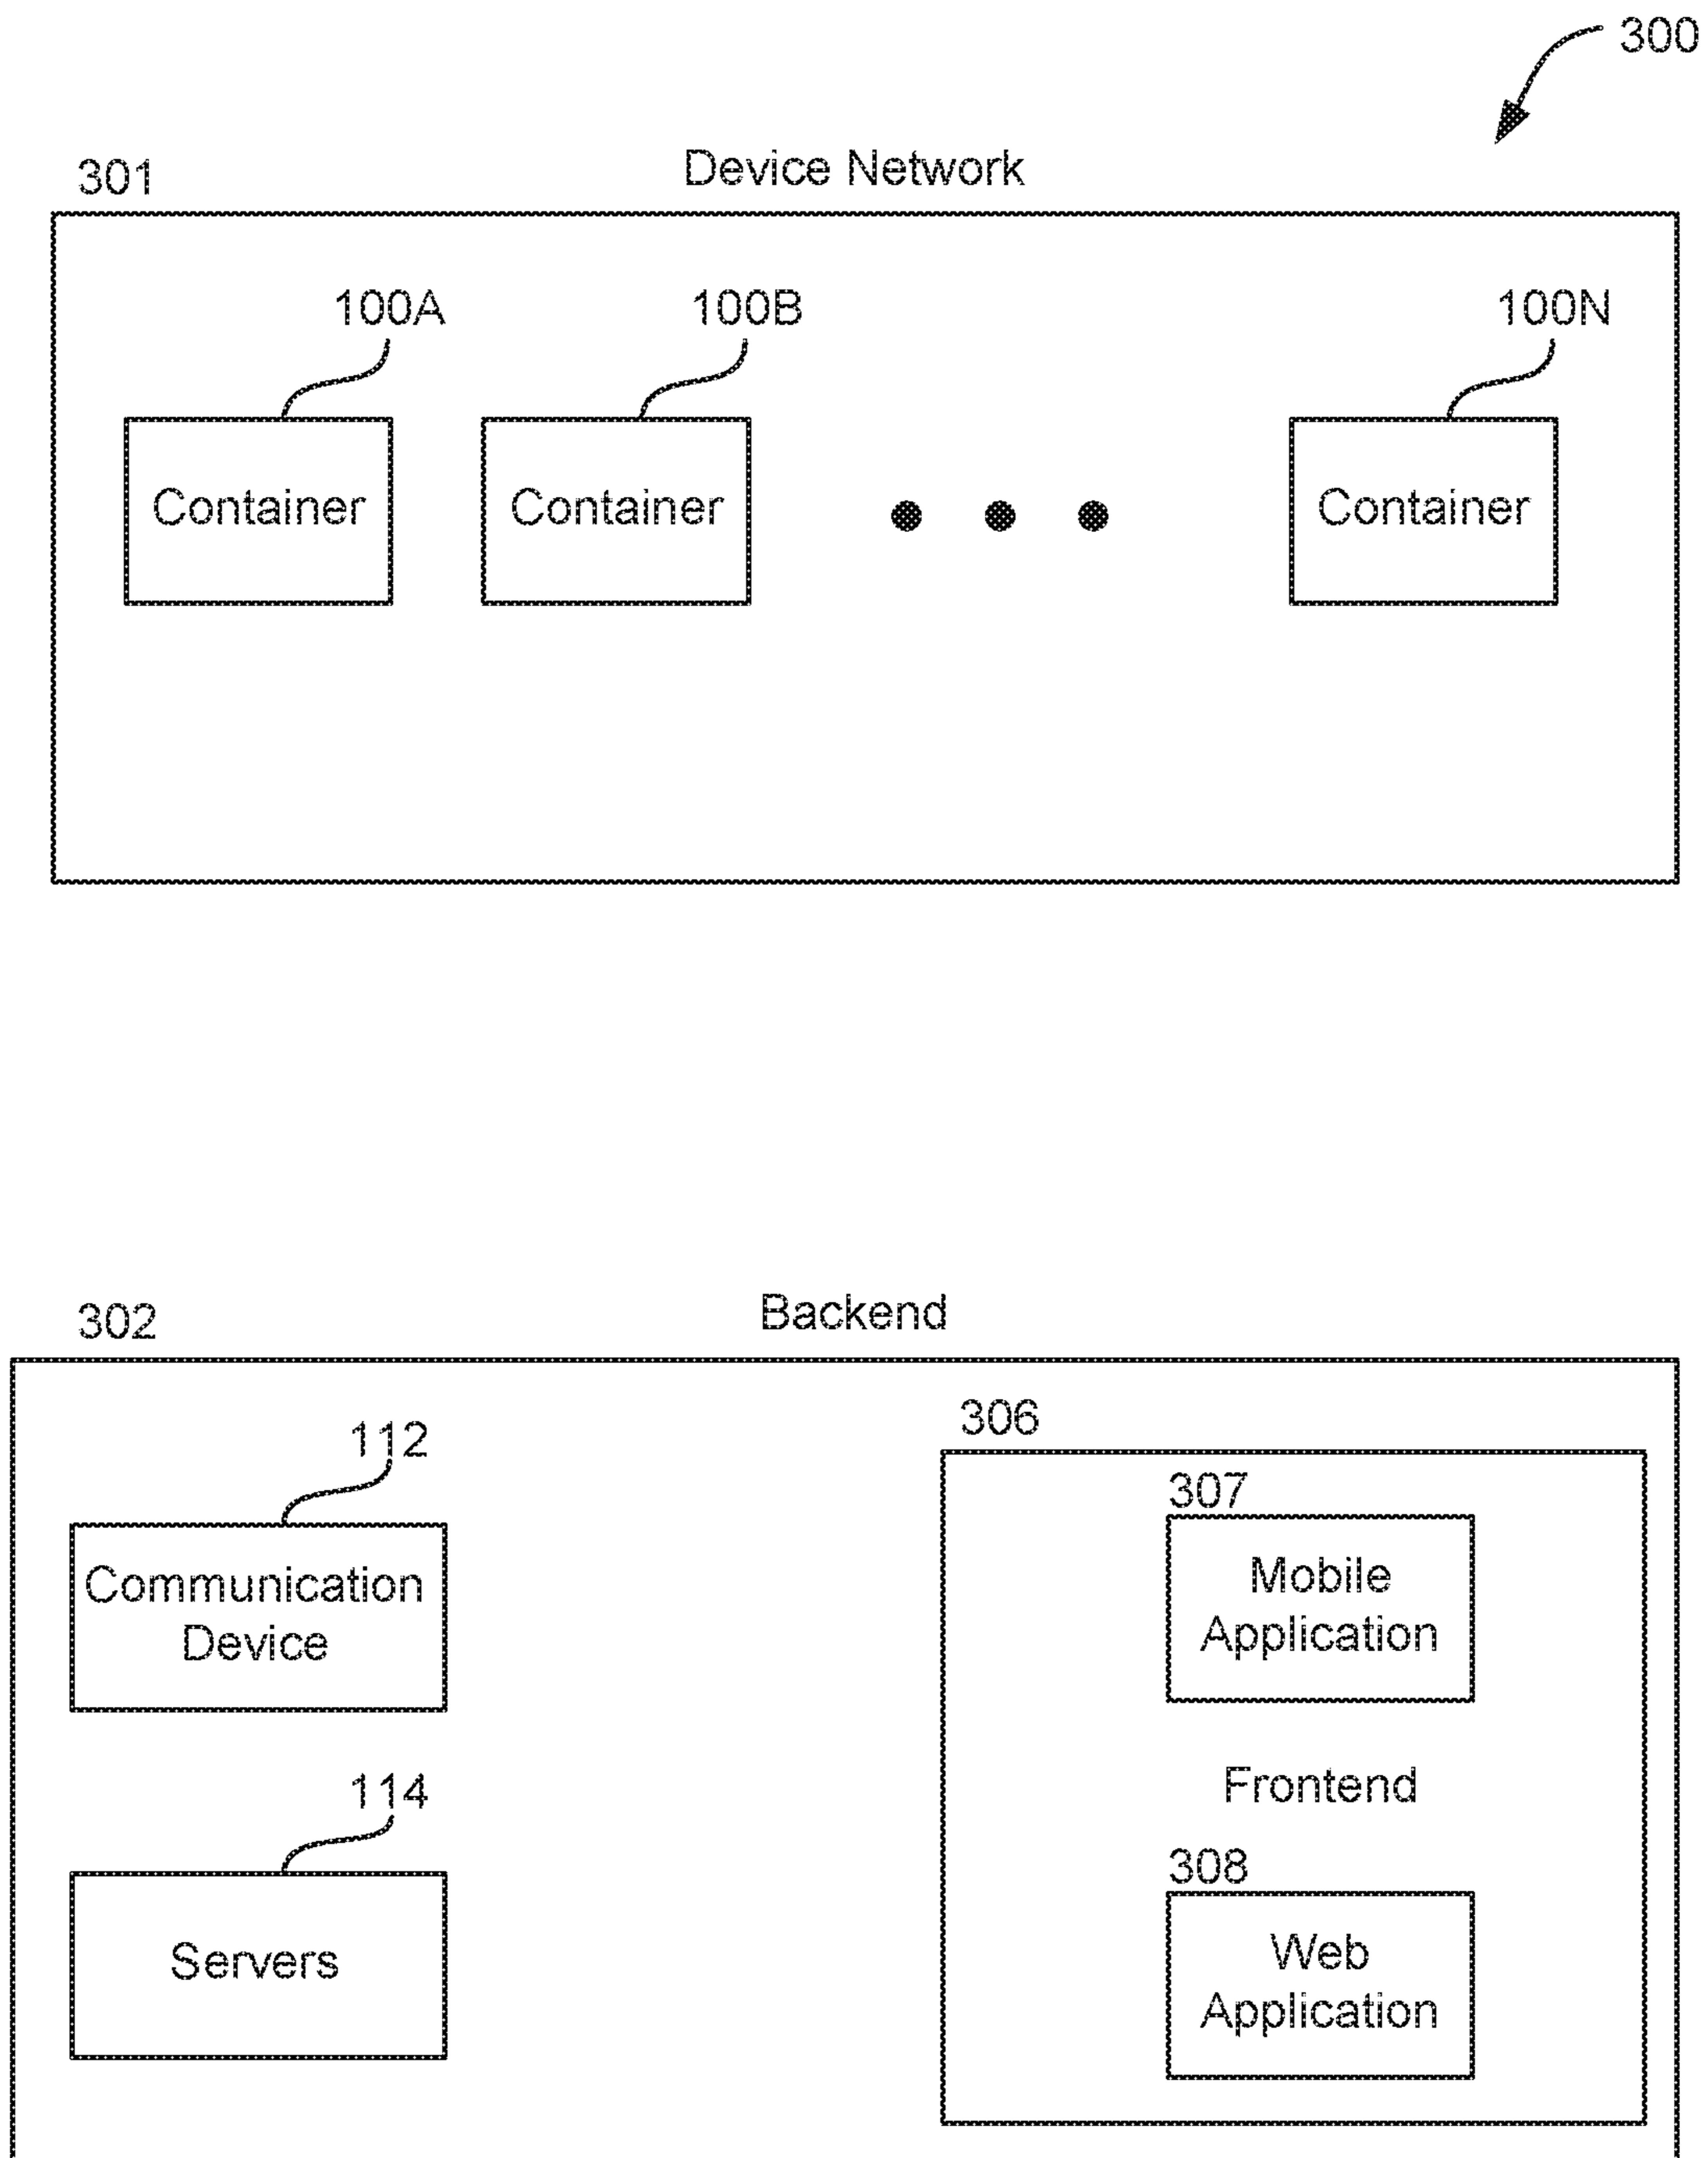 300
301
Device Network
100A
100B
100N
Container
Container
Container
302
Backend
112
Communication
Device
114
Servers
306
307
Mobile
Application
Frontend
308
Web
Application